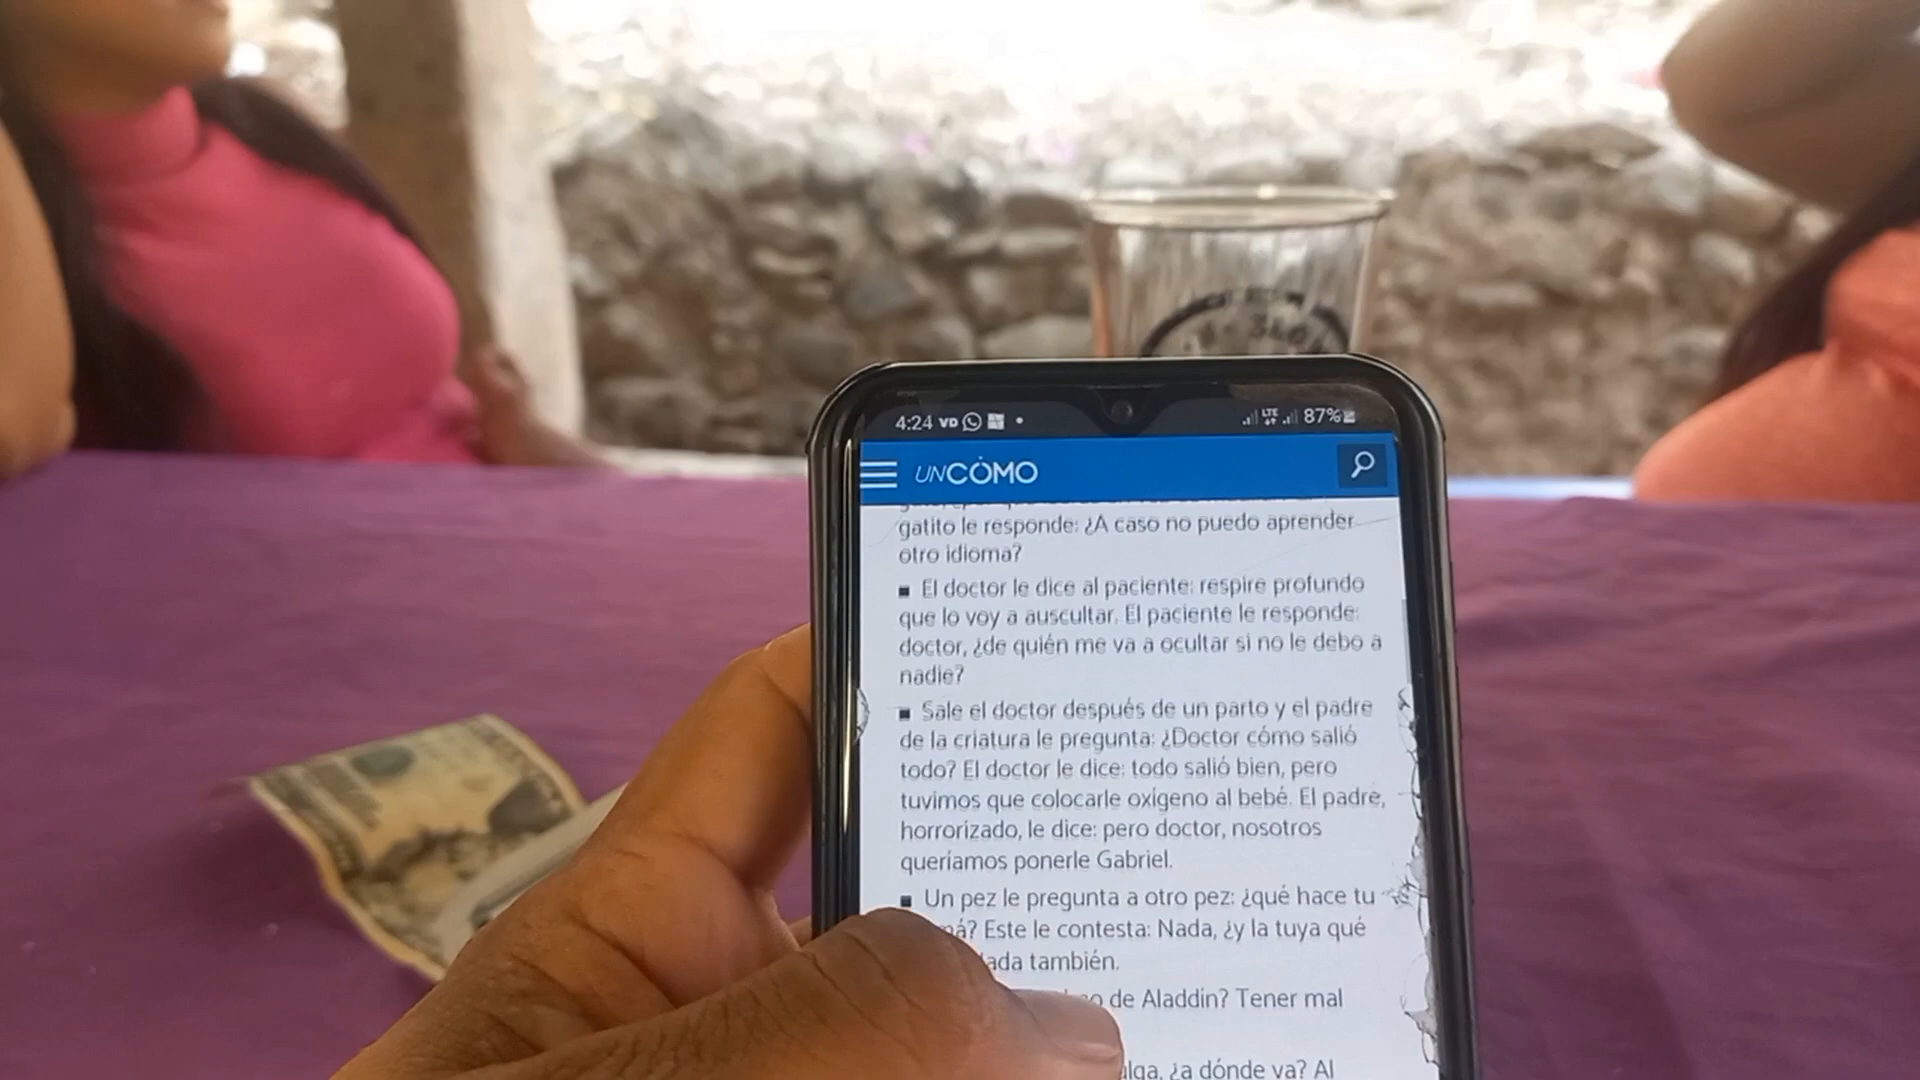 4:24 VD
LTE 87%
UNCOMO
gatito le responde: ¿A caso no puedo aprender
otro idioma?
▪ El doctor le dice al paciente: respire profundo
que lo voy a auscultar. El paciente le responde:
doctor, ¿de quién me va a ocultar si no le debo a
nadie?
▪ Sale el doctor después de un parto y el padre
de la criatura le pregunta: ¿Doctor cómo salió
todo? El doctor le dice: todo salió bien, pero
tuvimos que colocarle oxígeno al bebé. El padre,
horrorizado, le dice: pero doctor, nosotros
queríamos ponerle Gabriel.
▪ Un pez le pregunta a otro pez: ¿qué hace tu
Este le contesta: Nada, ¿y la tuya qué
también.
de Aladdín? Tener mal
¿a dónde va? Al